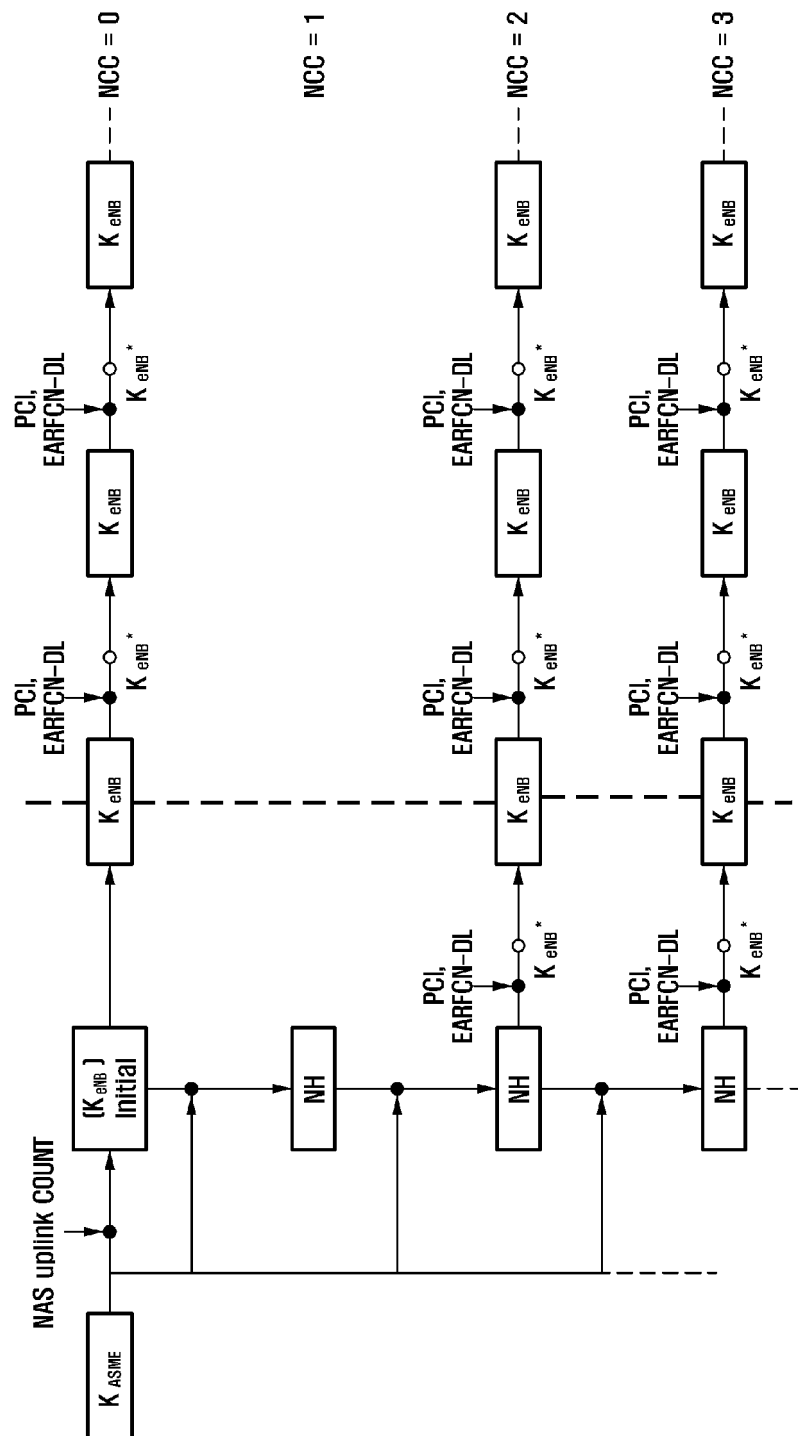 K ASME
NAS uplink COUNT
(K eNB)
Initial
K eNB
PCI,
EARFCN-DL
K eNB*
K eNB
PCI,
EARFCN-DL
K eNB*
K eNB
NCC = 0
NH
NCC = 1
NH
PCI,
EARFCN-DL
K eNB*
K eNB
PCI,
EARFCN-DL
K eNB*
K eNB
PCI,
EARFCN-DL
K eNB*
K eNB
NCC = 2
NH
PCI,
EARFCN-DL
K eNB*
K eNB
PCI,
EARFCN-DL
K eNB*
K eNB
PCI,
EARFCN-DL
K eNB*
K eNB
NCC = 3